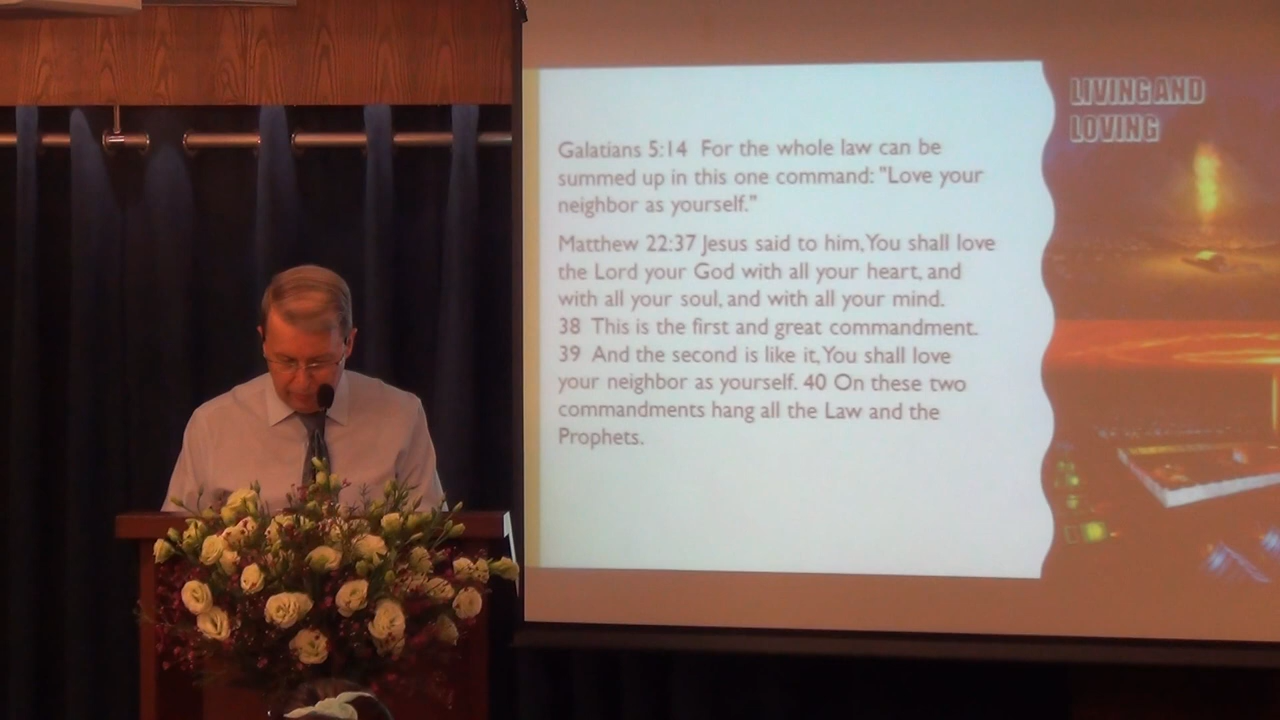 Galatians 5:14 For the whole law can be
summed up in this one command: "Love your
neighbor as yourself."
Matthew 22:37 Jesus said to him, You shall love
the Lord your God with all your heart, and
with all your soul, and with all your mind.
38 This is the first and great commandment.
39 And the second is like it, You shall love
your neighbor as yourself. 40 On these two
commandments hang all the Law and the
Prophets.
LIVING AND
LOVING